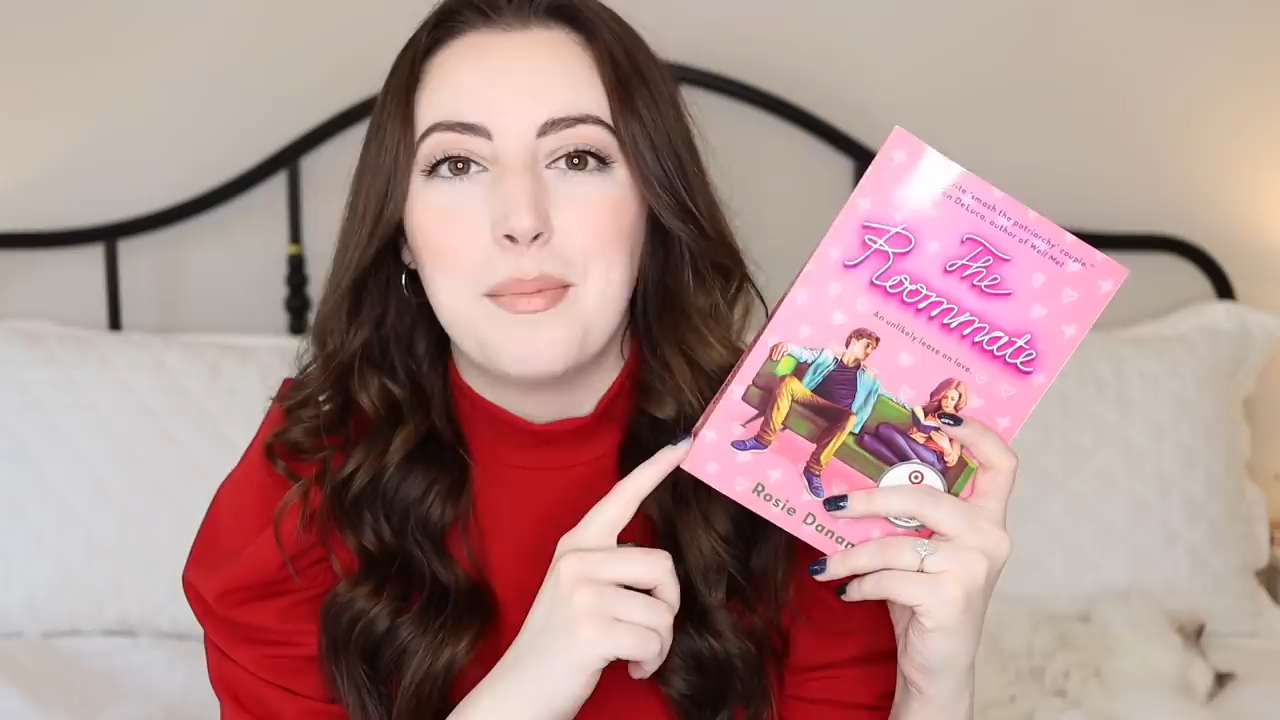 "smash the patriarchy" couple."
DeLuca, author of Well Met
The
Roommate
An unlikely lease on love.
Rosie Danan